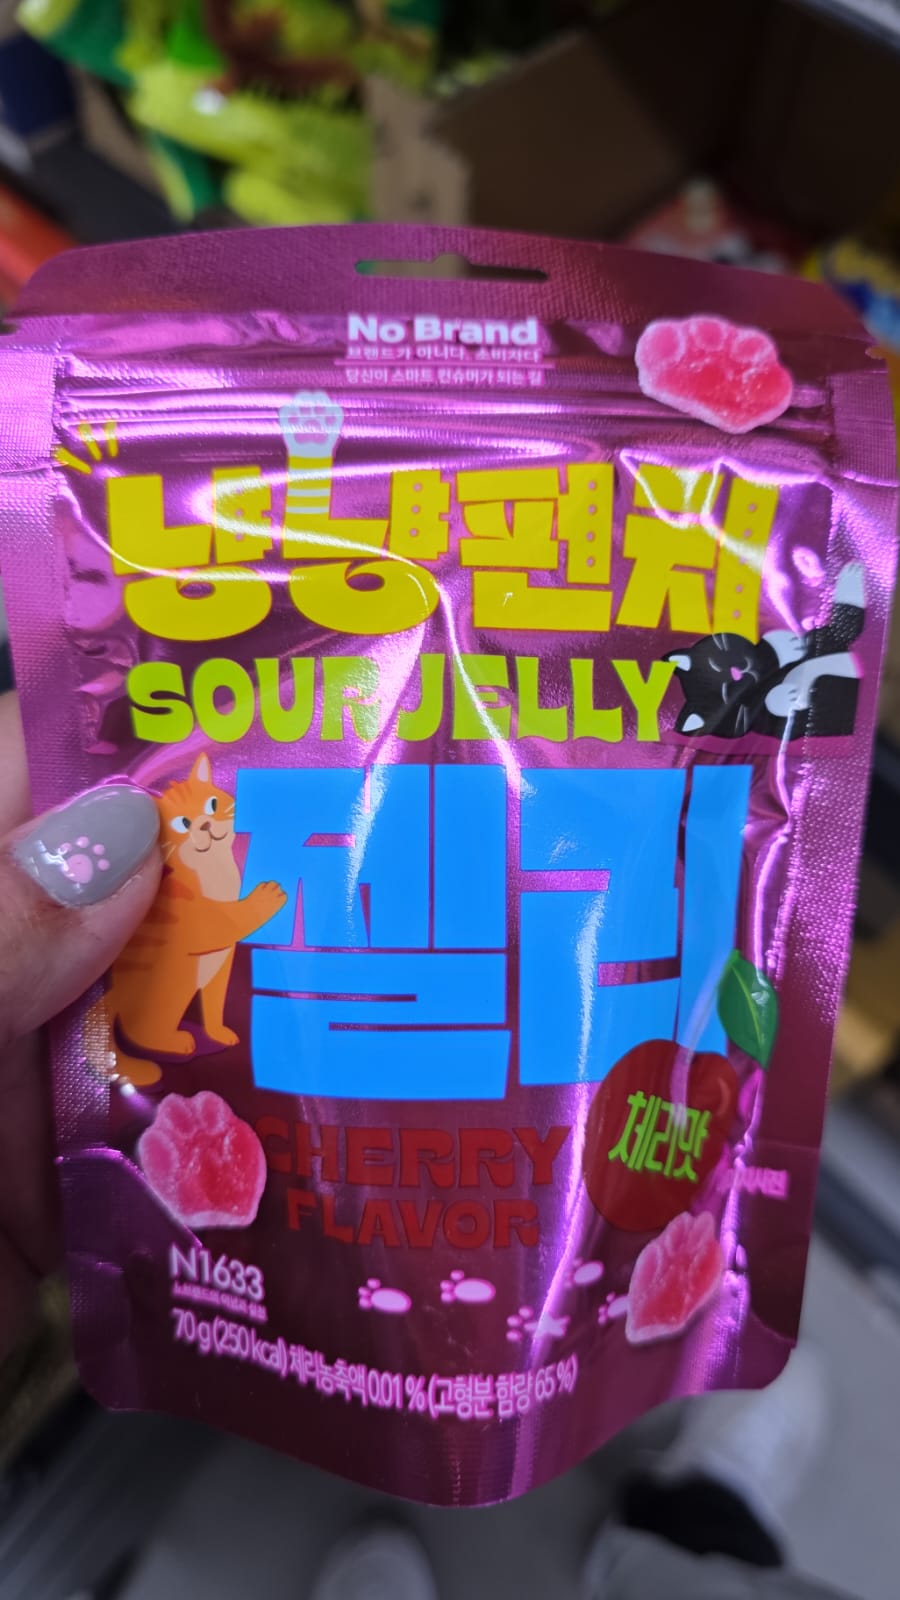 No Brand
브랜드가 아니다. 소비자다
당신이 스마트 컨슈머가 되는 길
냥냥펀치
SOUR JELLY
젤리
CHERRY
FLAVOR
체리맛
N1633
70 g (250 kcal) 체리농축액 0.01 % (고형분 함량 65 %)